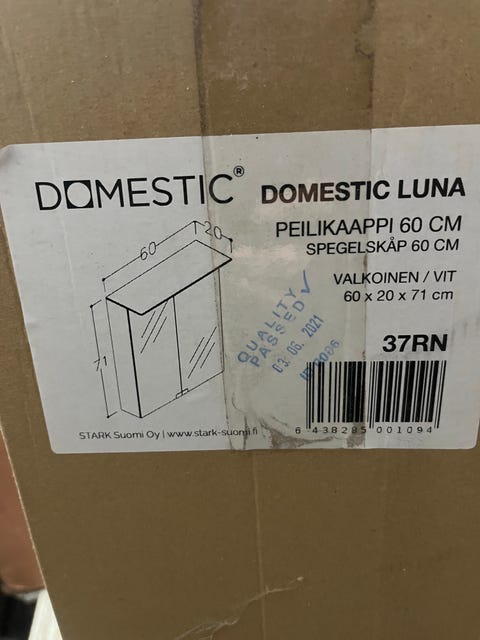 DOMESTIC®
DOMESTIC LUNA
PEILIKAAPPI 60 CM
SPEGELSKÅP 60 CM
VALKOINEN / VIT
60 x 20 x 71 cm
37RN
60
20
71
QUALITY
PASSED ✓
03. 06. 2021
6 438285 001094
STARK Suomi Oy | www.stark-suomi.fi